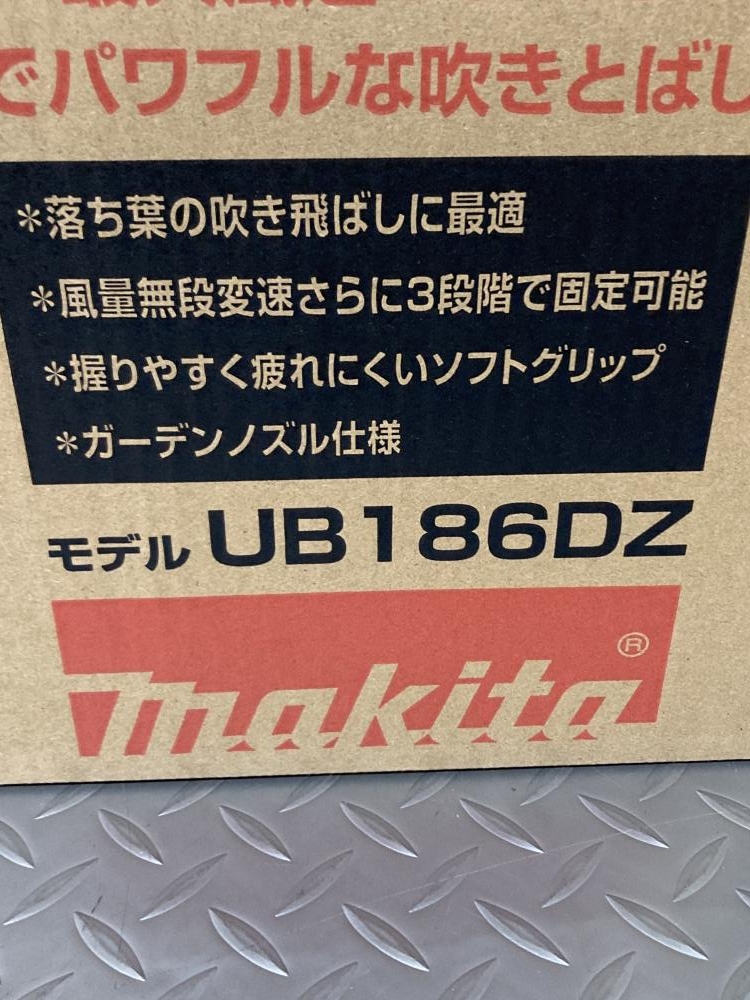 でパワフルな吹きとばし
*落ち葉の吹き飛ばしに最適
*風量無段変速さらに3段階で固定可能
*握りやすく疲れにくいソフトグリップ
*ガーデンノズル仕様
モデル UB186DZ
makita®